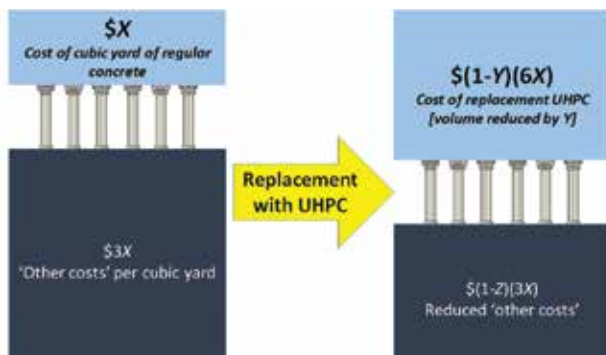 $X
Cost of cubic yard of regular
concrete
$3X
'Other costs' per cubic yard
Replacement
with UHPC
$(1-Y)(6X)
Cost of replacement UHPC
[volume reduced by Y]
$(1-Z)(3X)
Reduced 'other costs'